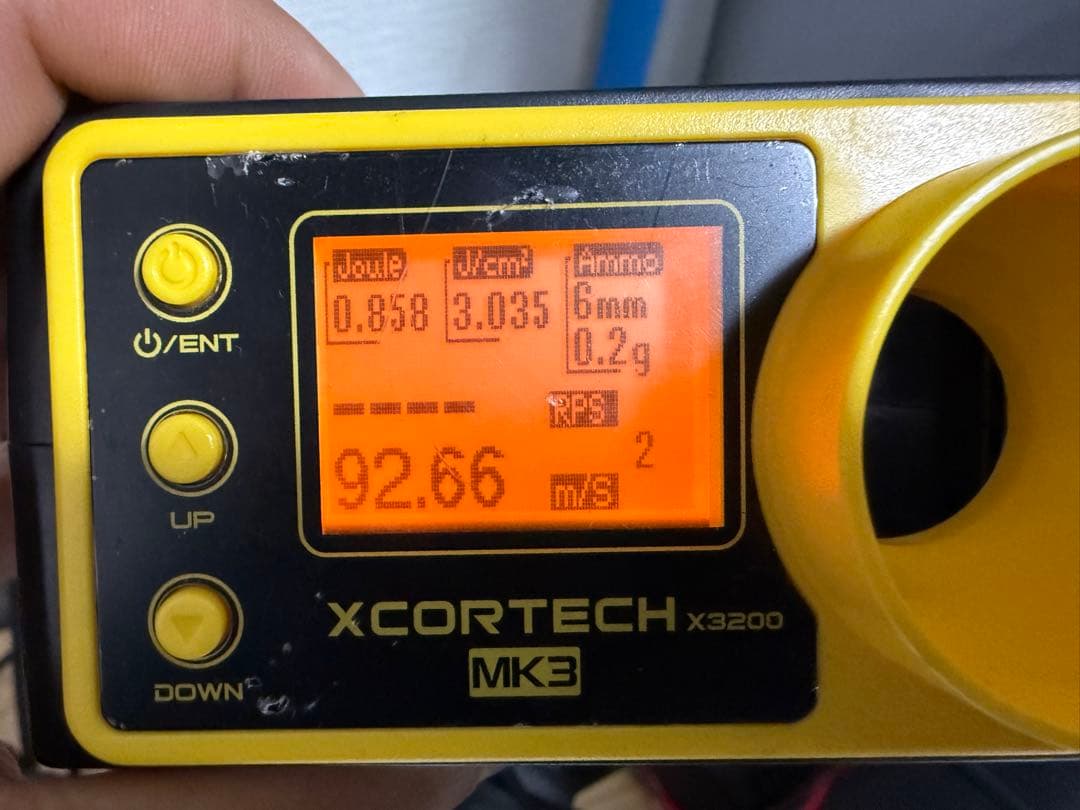 Joule J/cm² Ammo
0.858 3.035 6mm
0.2g
---- RPS
2
92.66 m/S
⏻/ENT
UP
DOWN
XCORTECH X3200
MK3